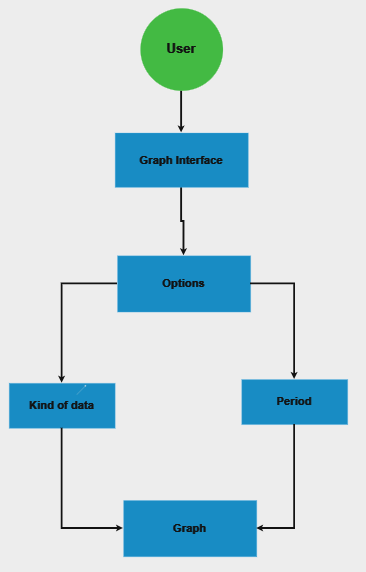 User
Graph Interface
Options
Kind of data
Period
Graph